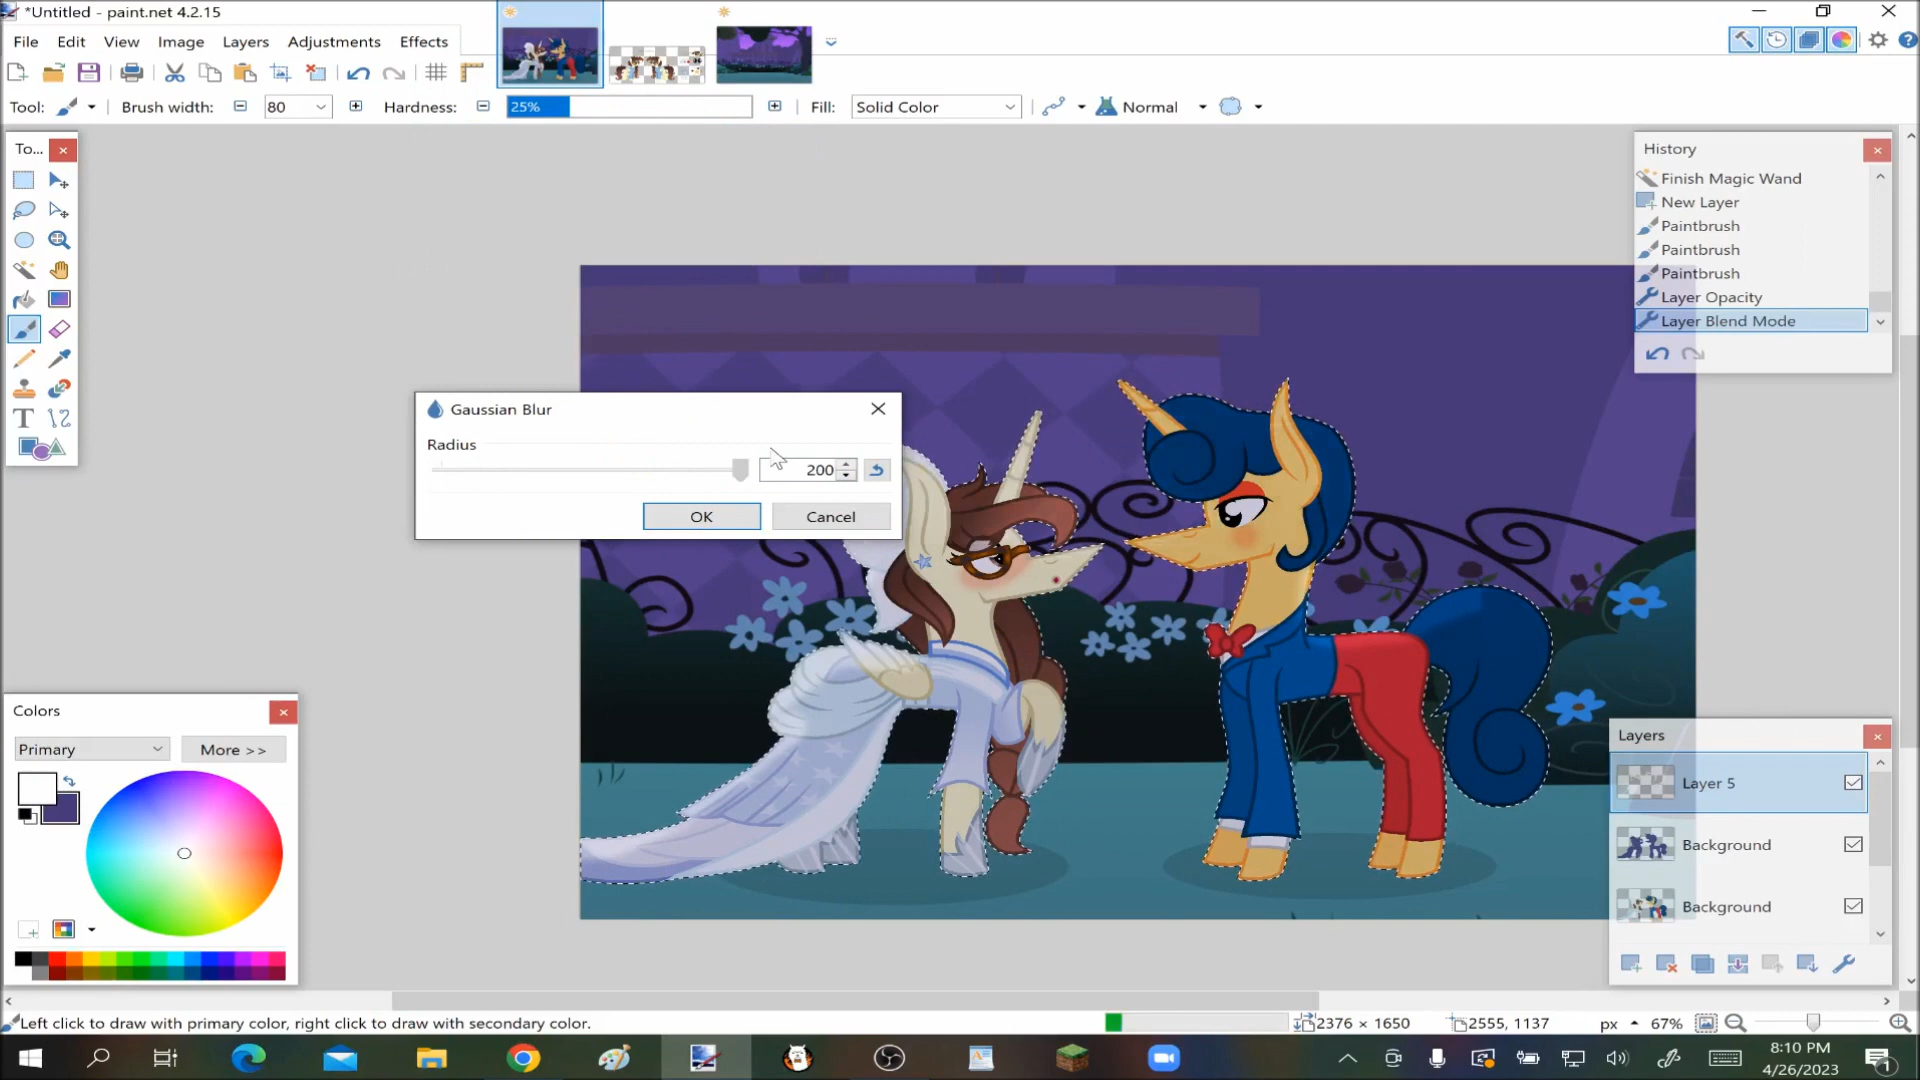 *Untitled - paint.net 4.2.15
File Edit View Image Layers Adjustments Effects
Tool: Brush width: 80 Hardness: 25% Fill: Solid Color Normal
To...
History
Finish Magic Wand
New Layer
Paintbrush
Paintbrush
Paintbrush
Layer Opacity
Layer Blend Mode
Gaussian Blur
Radius
200
OK Cancel
Colors
Primary More >>
Layers
Layer 5
Background
Background
Left click to draw with primary color, right click to draw with secondary color. 2376 × 1650 2555, 1137 px 67%
8:10 PM
4/26/2023
1